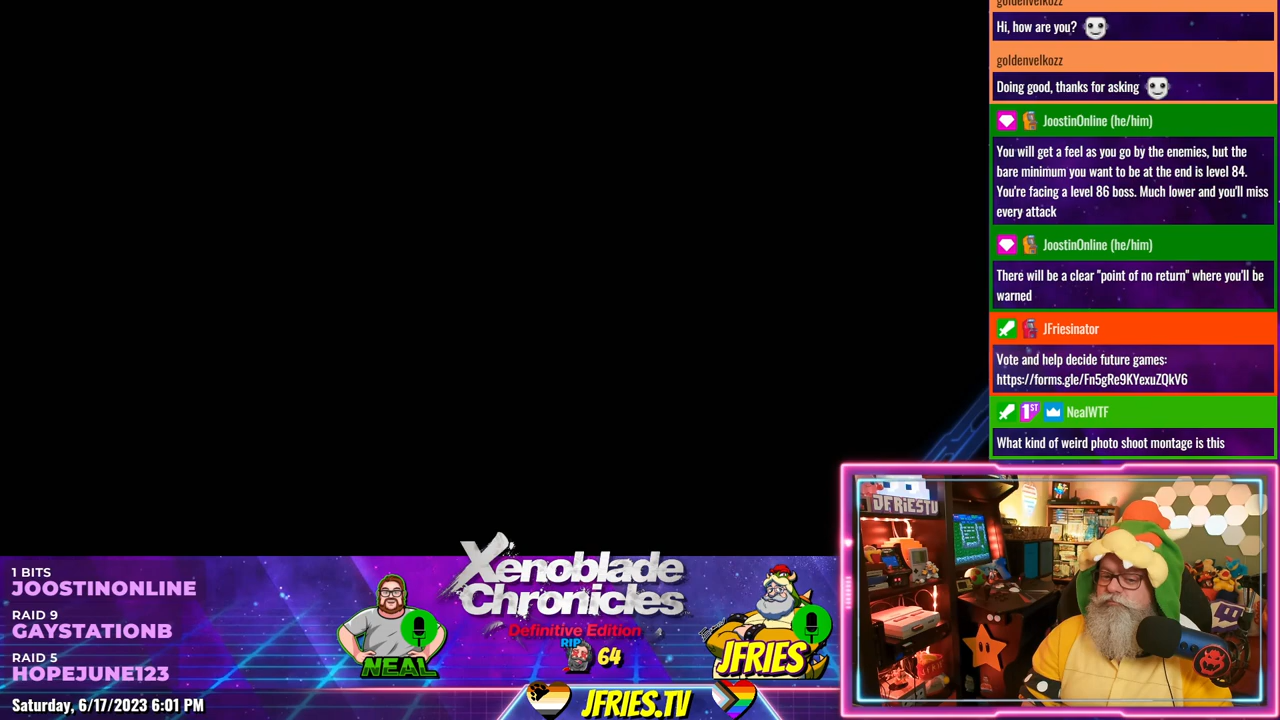 goldenvelkozz
Hi, how are you?
goldenvelkozz
Doing good, thanks for asking
JoostinOnline (he/him)
You will get a feel as you go by the enemies, but the
bare minimum you want to be at the end is level 84.
You're facing a level 86 boss. Much lower and you'll miss
every attack
JoostinOnline (he/him)
There will be a clear "point of no return" where you'll be
warned
JFriesinator
Vote and help decide future games:
https://forms.gle/Fn5gRe9KYexuZQkV6
1ST NealWTF
What kind of weird photo shoot montage is this
JFRIESTV
1 BITS
JOOSTINONLINE
RAID 9
GAYSTATIONB
RAID 5
HOPEJUNE123
Saturday, 6/17/2023 6:01 PM
NEAL
Xenoblade
Chronicles
Definitive Edition
RIP
64
JFRIES
JFRIES.TV